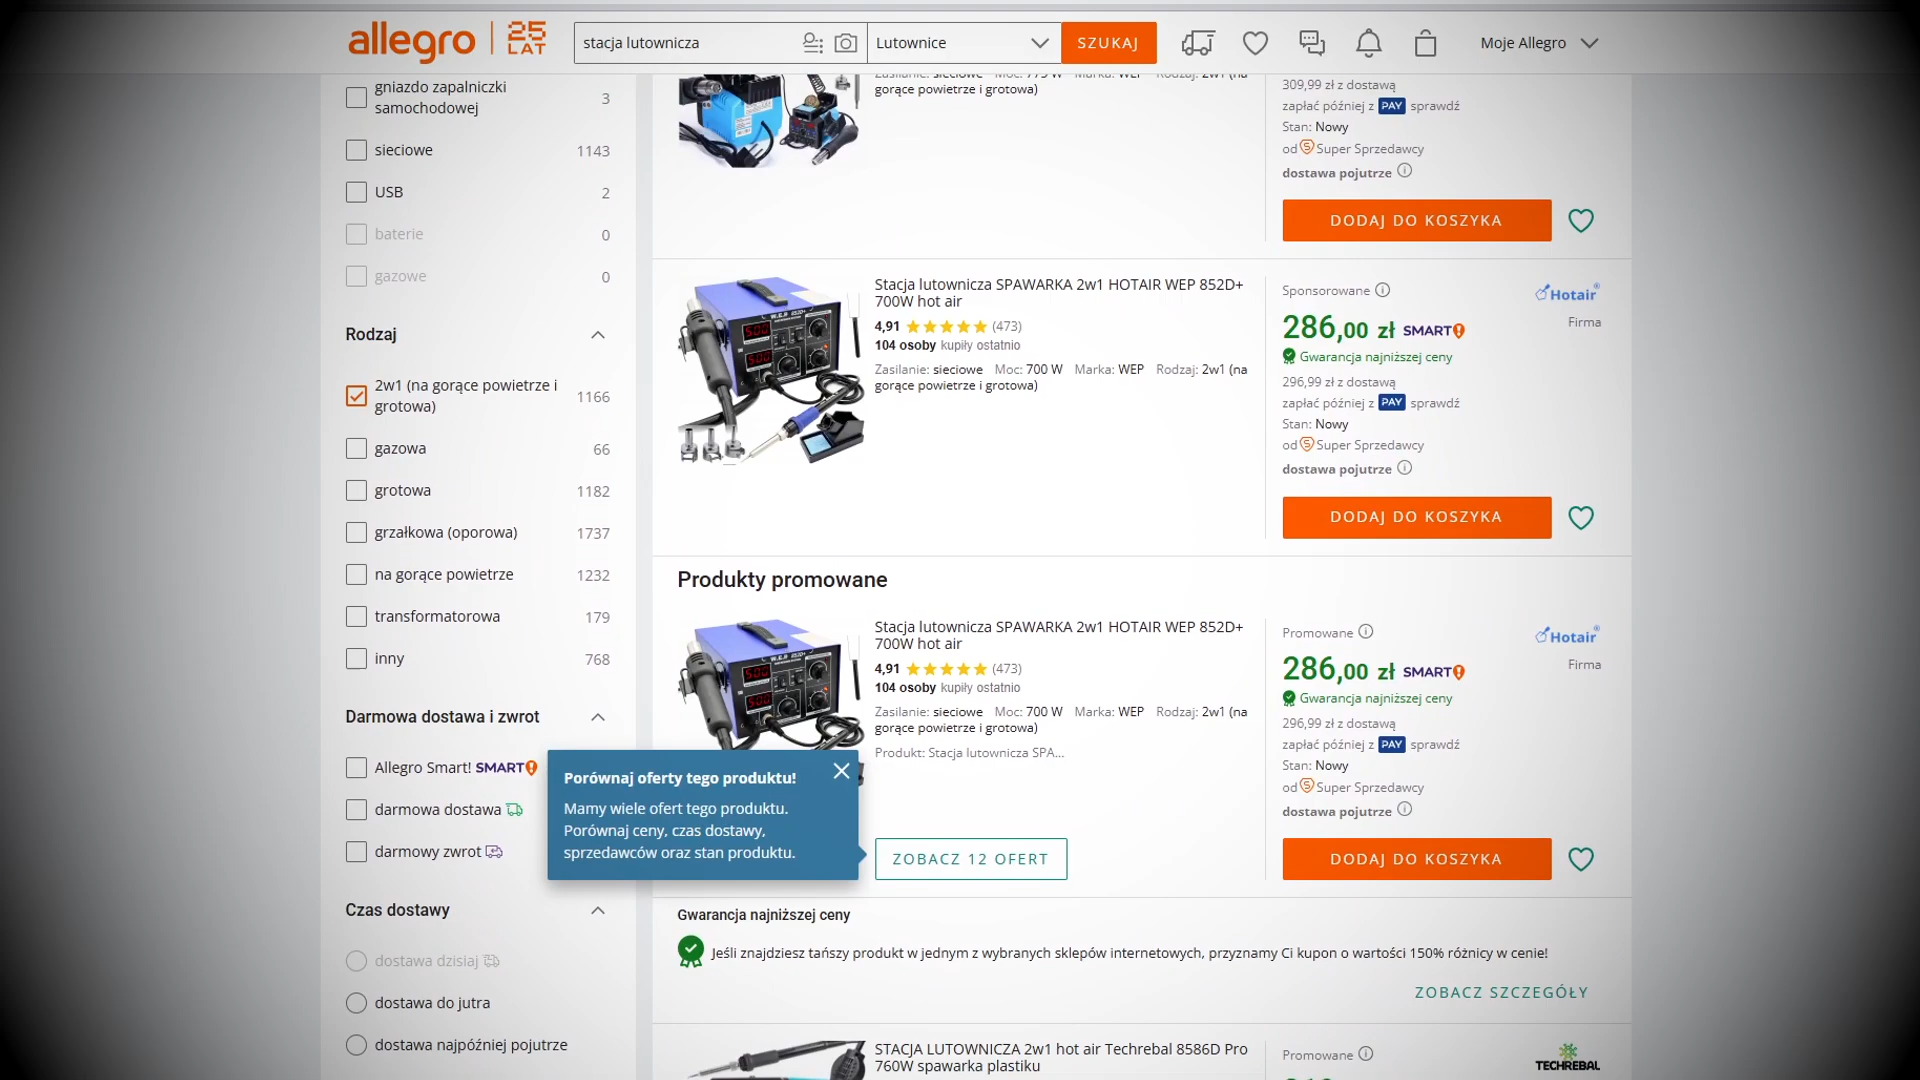 allegro 25 LAT
stacja lutownicza
Lutownice
SZUKAJ
Moje Allegro
gniazdo zapalniczki
samochodowej
3
sieciowe
1143
USB
2
baterie
0
gazowe
0
Rodzaj
2w1 (na gorące powietrze i
grotowa)
1166
gazowa
66
grotowa
1182
grzałkowa (oporowa)
1737
na gorące powietrze
1232
transformatorowa
179
inny
768
Darmowa dostawa i zwrot
Allegro Smart! SMART!
darmowa dostawa
darmowy zwrot
Czas dostawy
dostawa dzisiaj
dostawa do jutra
dostawa najpóźniej pojutrze
Zasilanie: sieciowe Moc: 775 W Marka: WEP Rodzaj: 2w1 (na
gorące powietrze i grotowa)
309,99 zł z dostawą
zapłać później z PAY sprawdź
Stan: Nowy
od Super Sprzedawcy
dostawa pojutrze
DODAJ DO KOSZYKA
Stacja lutownicza SPAWARKA 2w1 HOTAIR WEP 852D+
700W hot air
4,91 (473)
104 osoby kupiły ostatnio
Zasilanie: sieciowe Moc: 700 W Marka: WEP Rodzaj: 2w1 (na
gorące powietrze i grotowa)
Sponsorowane
Hotair
Firma
286,00 zł SMART!
Gwarancja najniższej ceny
296,99 zł z dostawą
zapłać później z PAY sprawdź
Stan: Nowy
od Super Sprzedawcy
dostawa pojutrze
DODAJ DO KOSZYKA
Produkty promowane
Stacja lutownicza SPAWARKA 2w1 HOTAIR WEP 852D+
700W hot air
4,91 (473)
104 osoby kupiły ostatnio
Zasilanie: sieciowe Moc: 700 W Marka: WEP Rodzaj: 2w1 (na
gorące powietrze i grotowa)
Produkt: Stacja lutownicza SPA...
ZOBACZ 12 OFERT
Porównaj oferty tego produktu!
Mamy wiele ofert tego produktu.
Porównaj ceny, czas dostawy,
sprzedawców oraz stan produktu.
Promowane
Hotair
Firma
286,00 zł SMART!
Gwarancja najniższej ceny
296,99 zł z dostawą
zapłać później z PAY sprawdź
Stan: Nowy
od Super Sprzedawcy
dostawa pojutrze
DODAJ DO KOSZYKA
Gwarancja najniższej ceny
Jeśli znajdziesz tańszy produkt w jednym z wybranych sklepów internetowych, przyznamy Ci kupon o wartości 150% różnicy w cenie!
ZOBACZ SZCZEGÓŁY
STACJA LUTOWNICZA 2w1 hot air Techrebal 8586D Pro
760W spawarka plastiku
Promowane
TECHREBAL